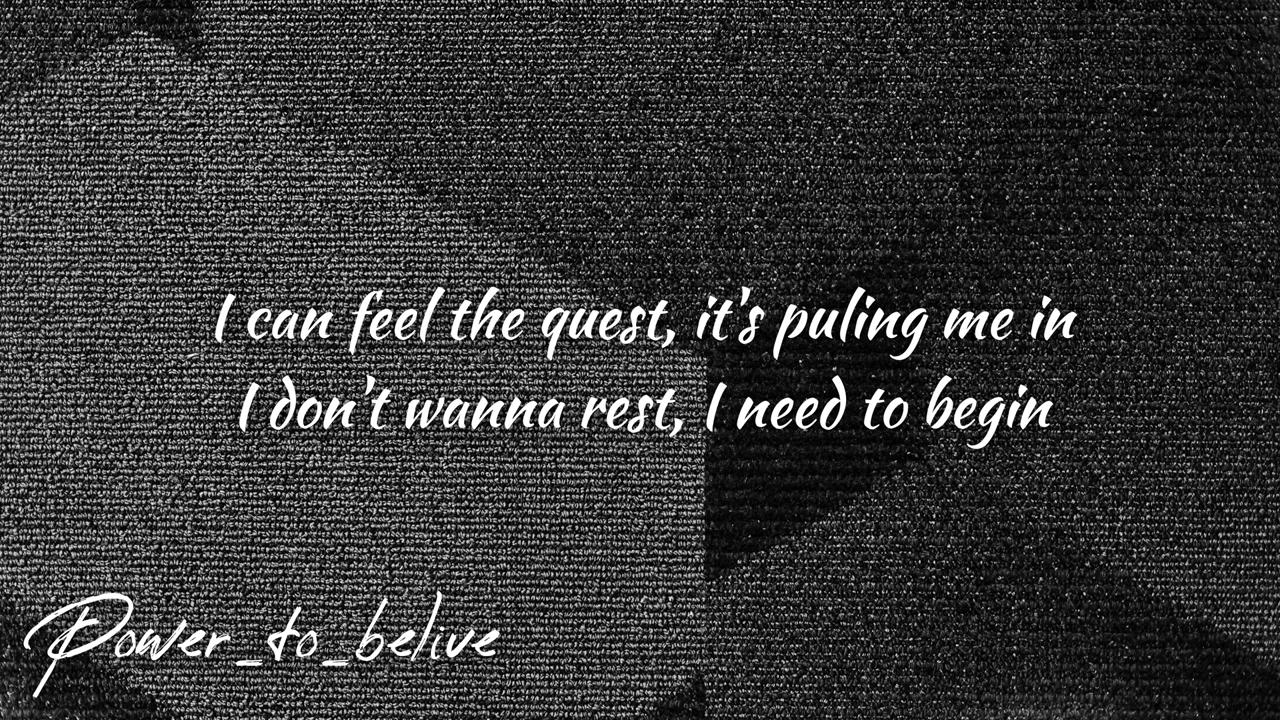 I can feel the quest, it's puling me in
I don't wanna rest, I need to begin
Power_to_belive